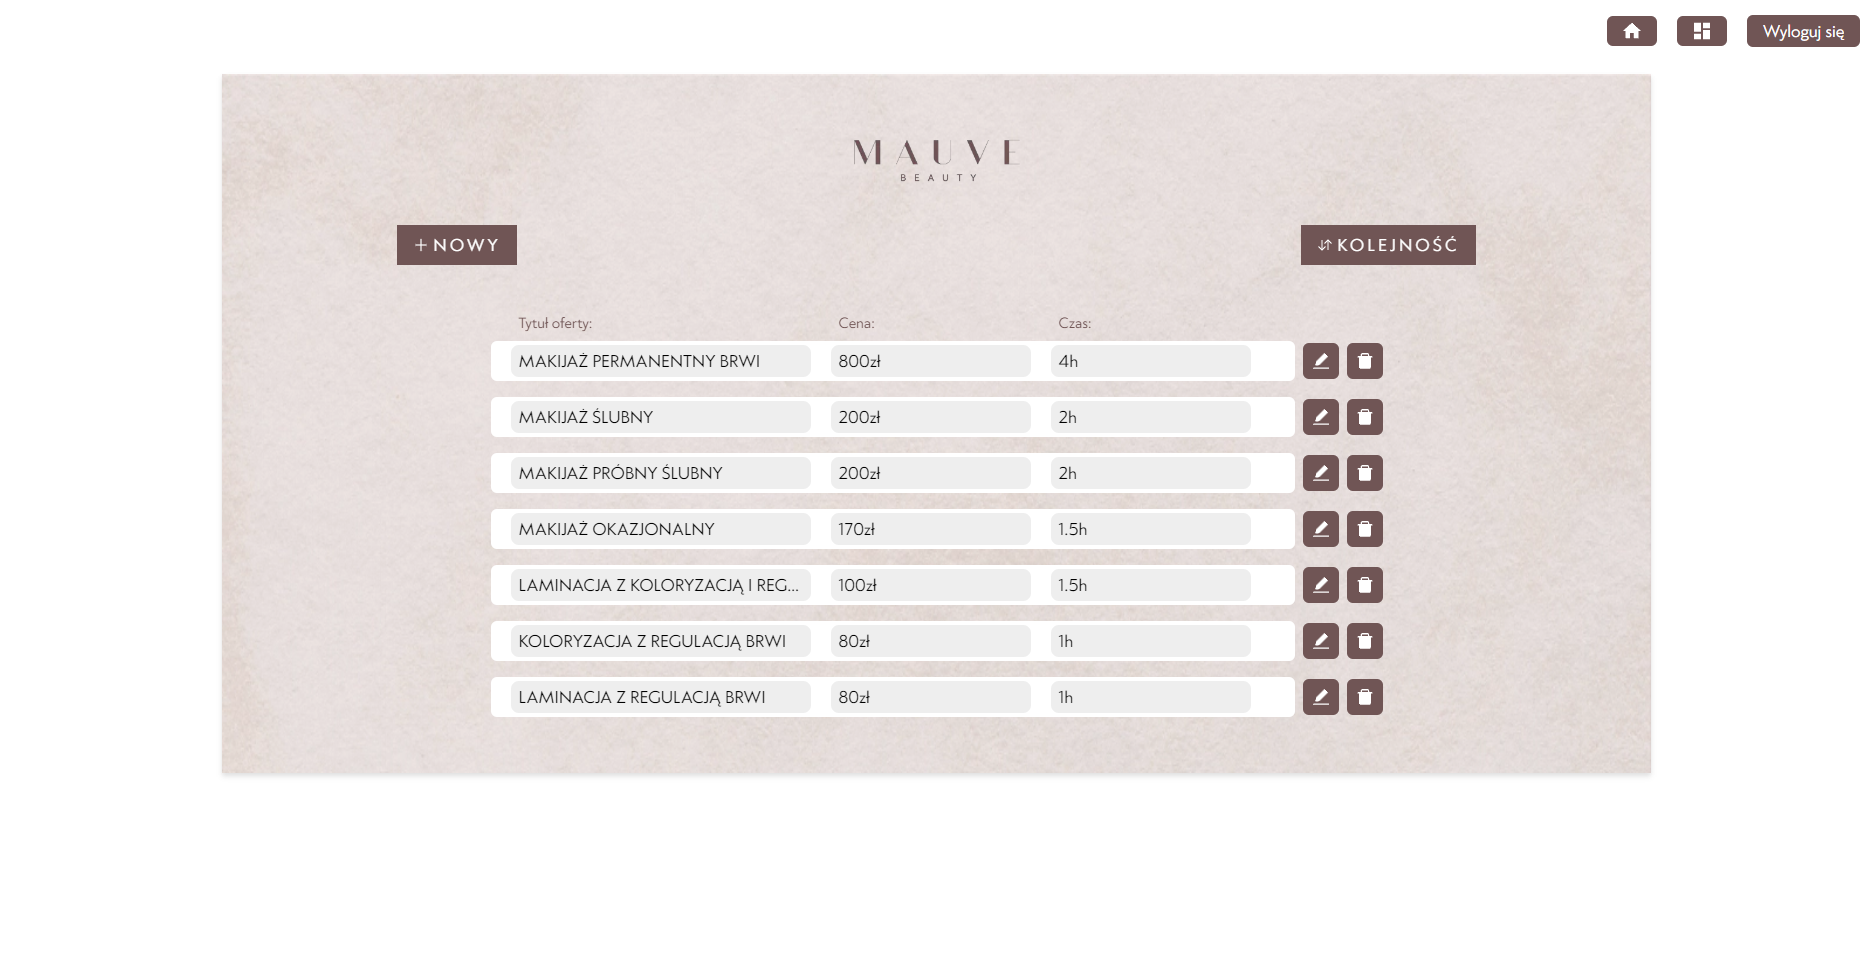 Wyloguj się
MAUVE
BEAUTY
NOWY
KOLEJNOŚĆ
Tytuł oferty: Cena: Czas:
MAKIJAŻ PERMANENTNY BRWI 800zł 4h
MAKIJAŻ ŚLUBNY 200zł 2h
MAKIJAŻ PRÓBNY ŚLUBNY 200zł 2h
MAKIJAŻ OKAZJONALNY 170zł 1.5h
LAMINACJA Z KOLORYZACJĄ I REG... 100zł 1.5h
KOLORYZACJA Z REGULACJĄ BRWI 80zł 1h
LAMINACJA Z REGULACJĄ BRWI 80zł 1h